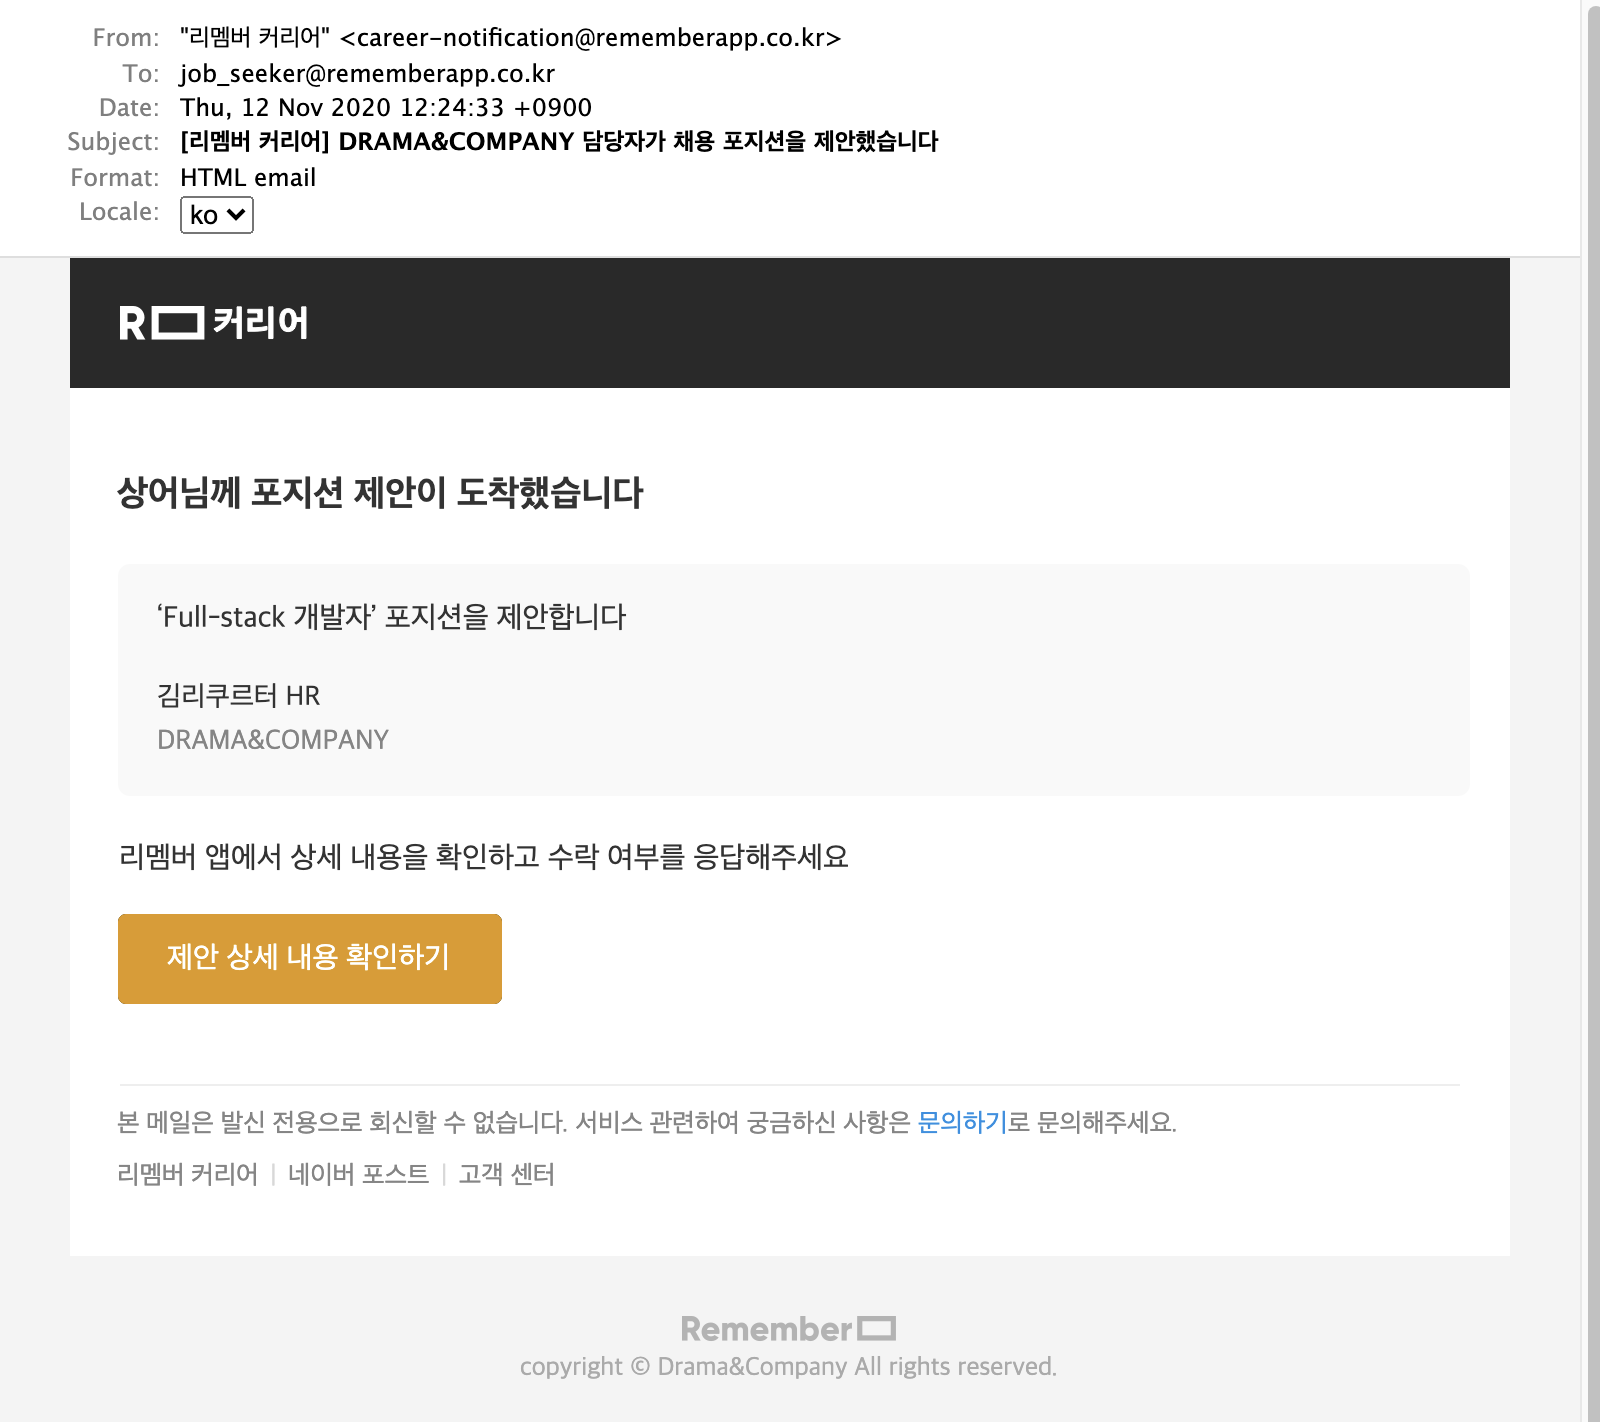 From: "리멤버 커리어" <career-notification@rememberapp.co.kr>
To: job_seeker@rememberapp.co.kr
Date: Thu, 12 Nov 2020 12:24:33 +0900
Subject: [리멤버 커리어] DRAMA&COMPANY 담당자가 채용 포지션을 제안했습니다
Format: HTML email
Locale: ko
R 커리어
상어님께 포지션 제안이 도착했습니다
‘Full-stack 개발자’ 포지션을 제안합니다
김리쿠르터 HR
DRAMA&COMPANY
리멤버 앱에서 상세 내용을 확인하고 수락 여부를 응답해주세요
제안 상세 내용 확인하기
본 메일은 발신 전용으로 회신할 수 없습니다. 서비스 관련하여 궁금하신 사항은 문의하기로 문의해주세요.
리멤버 커리어 | 네이버 포스트 | 고객 센터
Remember
copyright © Drama&Company All rights reserved.